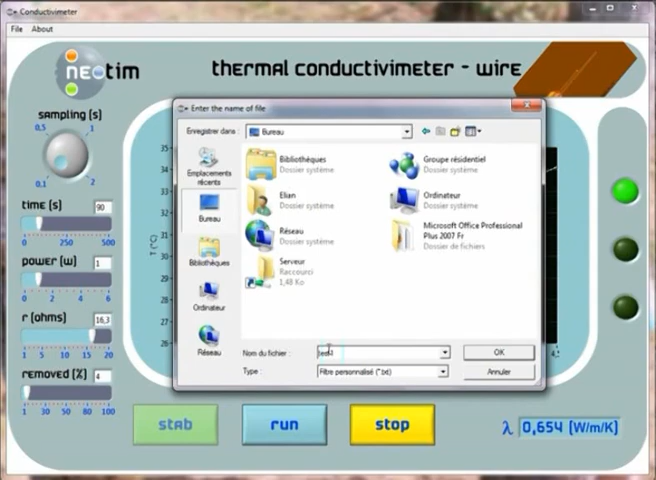 Conductivimeter
File About
neotim
thermal conductivimeter - wire
sampling (s)
0,5 1
0,1 2
time (s) 90
0 250 500
power (w) 1
0 2 4 6
r (ohms) 16,3
1 5 10 15 20
removed (%) 4
1 20 40 60 80 100
T (°C)
35
34
33
32
31
30
29
28
27
26
Enter the name of file
Enregistrer dans : Bureau
Emplacements récents
Bureau
Bibliothèques
Ordinateur
Réseau
Bibliothèques
Dossier système
Groupe résidentiel
Dossier système
Elian
Dossier système
Ordinateur
Dossier système
Réseau
Dossier système
Microsoft Office Professional
Plus 2007 Fr
Dossier de fichiers
Serveur
Raccourci
1,48 Ko
Nom du fichier : OK
Type : Filtre personnalisé (*.txt) Annuler
stab run stop
λ 0,654 (W/m/K)